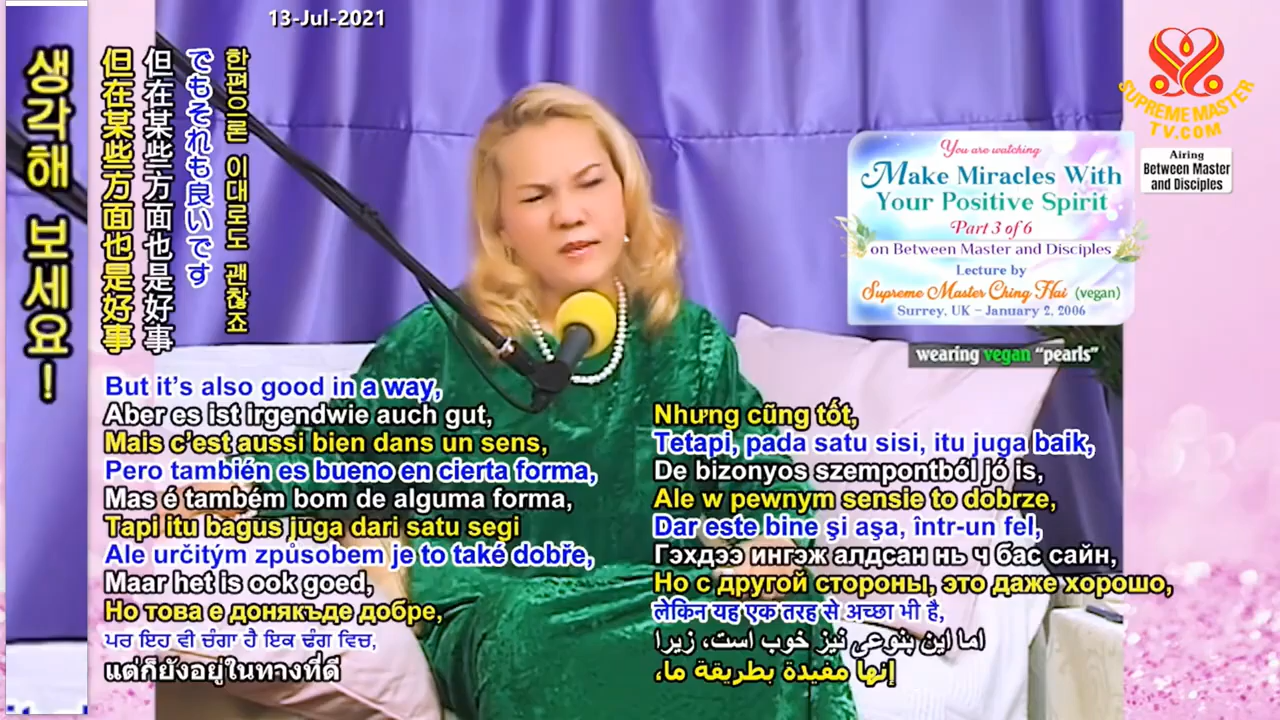 13-Jul-2021
생각해 보세요!
但在某些方面也是好事
但在某些方面也是好事
でもそれも良いです
한편으론 이대로도 괜찮죠
SUPREME MASTER
TV.COM
Airing
Between Master
and Disciples
You are watching
Make Miracles With
Your Positive Spirit
Part 3 of 6
on Between Master and Disciples
Lecture by
Supreme Master Ching Hai (vegan)
Surrey, UK – January 2, 2006
wearing vegan “pearls”
But it’s also good in a way,
Aber es ist irgendwie auch gut,
Mais c’est aussi bien dans un sens,
Pero también es bueno en cierta forma,
Mas é também bom de alguma forma,
Tapi itu bagus juga dari satu segi
Ale určitým způsobem je to také dobře,
Maar het is ook goed,
Но това е донякъде добре,
ਪਰ ਇਹ ਵੀ ਚੰਗਾ ਹੈ ਇਕ ਢੰਗ ਵਿਚ,
แต่ก็ยังอยู่ในทางที่ดี
Nhưng cũng tốt,
Tetapi, pada satu sisi, itu juga baik,
De bizonyos szempontból jó is,
Ale w pewnym sensie to dobrze,
Dar este bine şi aşa, într-un fel,
Гэхдээ ингэж алдсан нь ч бас сайн,
Но с другой стороны, это даже хорошо,
लेकिन यह एक तरह से अच्छा भी है,
اما این بنوعی نیز خوب است، زیرا
إنها مفيدة بطريقة ما،